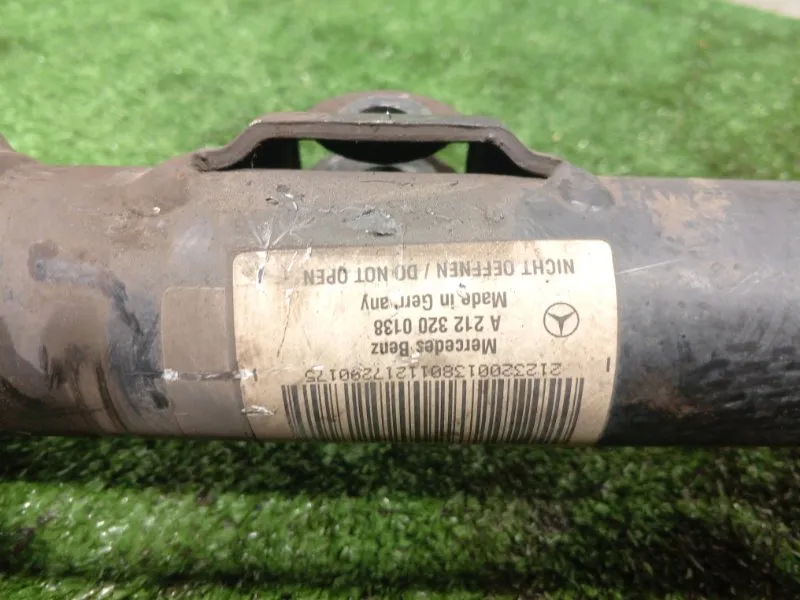 2123200138011217290175
Mercedes Benz
A 212 320 0138
Made in Germany
NICHT OEFFNEN / DO NOT OPEN